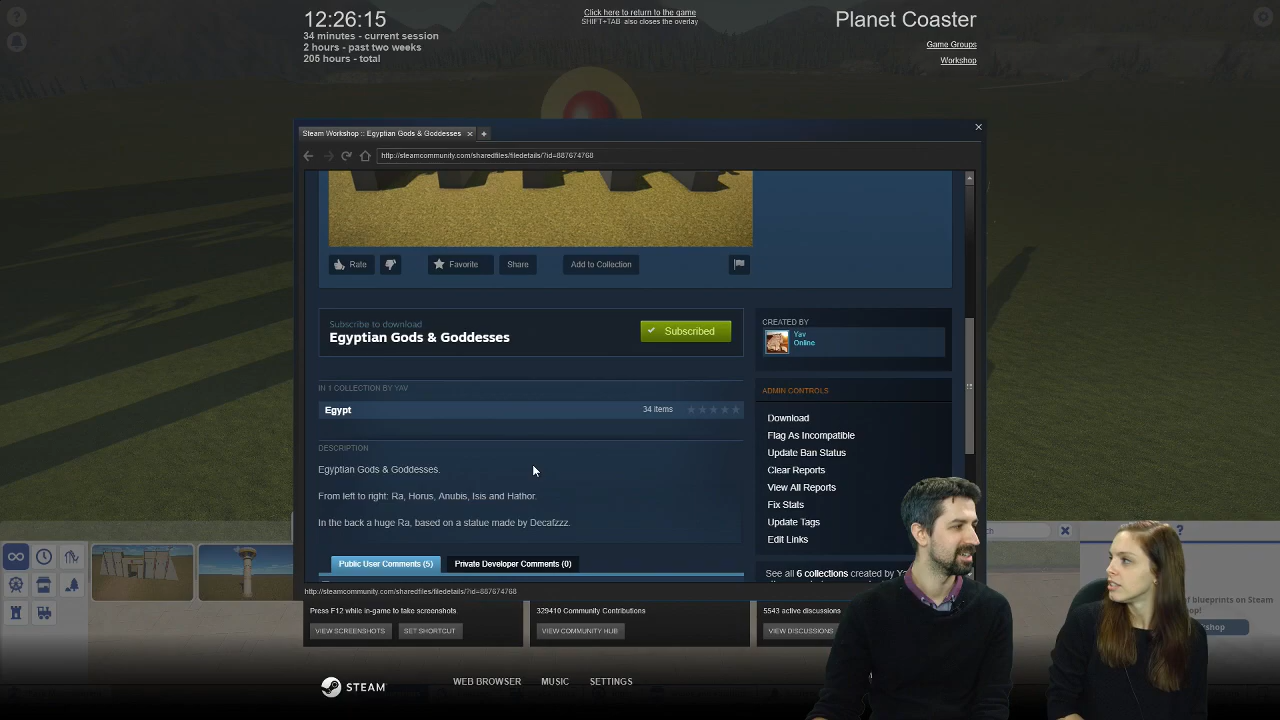 12:26:15
34 minutes - current session
2 hours - past two weeks
205 hours - total
Click here to return to the game
SHIFT+TAB also closes the overlay
Planet Coaster
Game Groups
Workshop
Steam Workshop :: Egyptian Gods & Goddesses
http://steamcommunity.com/sharedfiles/filedetails/?id=887674768
Rate
Favorite
Share
Add to Collection
Subscribe to download
Egyptian Gods & Goddesses
Subscribed
CREATED BY
Yav
Online
IN 1 COLLECTION BY YAV
Egypt
34 items
DESCRIPTION
Egyptian Gods & Goddesses.
From left to right: Ra, Horus, Anubis, Isis and Hathor.
In the back a huge Ra, based on a statue made by Decafzzz.
ADMIN CONTROLS
Download
Flag As Incompatible
Update Ban Status
Clear Reports
View All Reports
Fix Stats
Update Tags
Edit Links
See all 6 collections created by
Public User Comments (5)
Private Developer Comments (0)
http://steamcommunity.com/sharedfiles/filedetails/?id=887674768
Press F12 while in-game to take screenshots
VIEW SCREENSHOTS
SET SHORTCUT
329410 Community Contributions
VIEW COMMUNITY HUB
5543 active discussions
VIEW DISCUSSIONS
of blueprints on Steam
STEAM
WEB BROWSER
MUSIC
SETTINGS